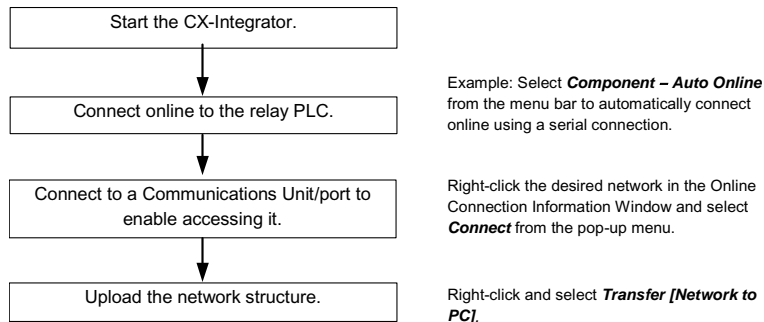 Start the CX-Integrator.
Connect online to the relay PLC.
Example: Select Component – Auto Online
from the menu bar to automatically connect
online using a serial connection.
Connect to a Communications Unit/port to
enable accessing it.
Right-click the desired network in the Online
Connection Information Window and select
Connect from the pop-up menu.
Upload the network structure.
Right-click and select Transfer [Network to
PC].